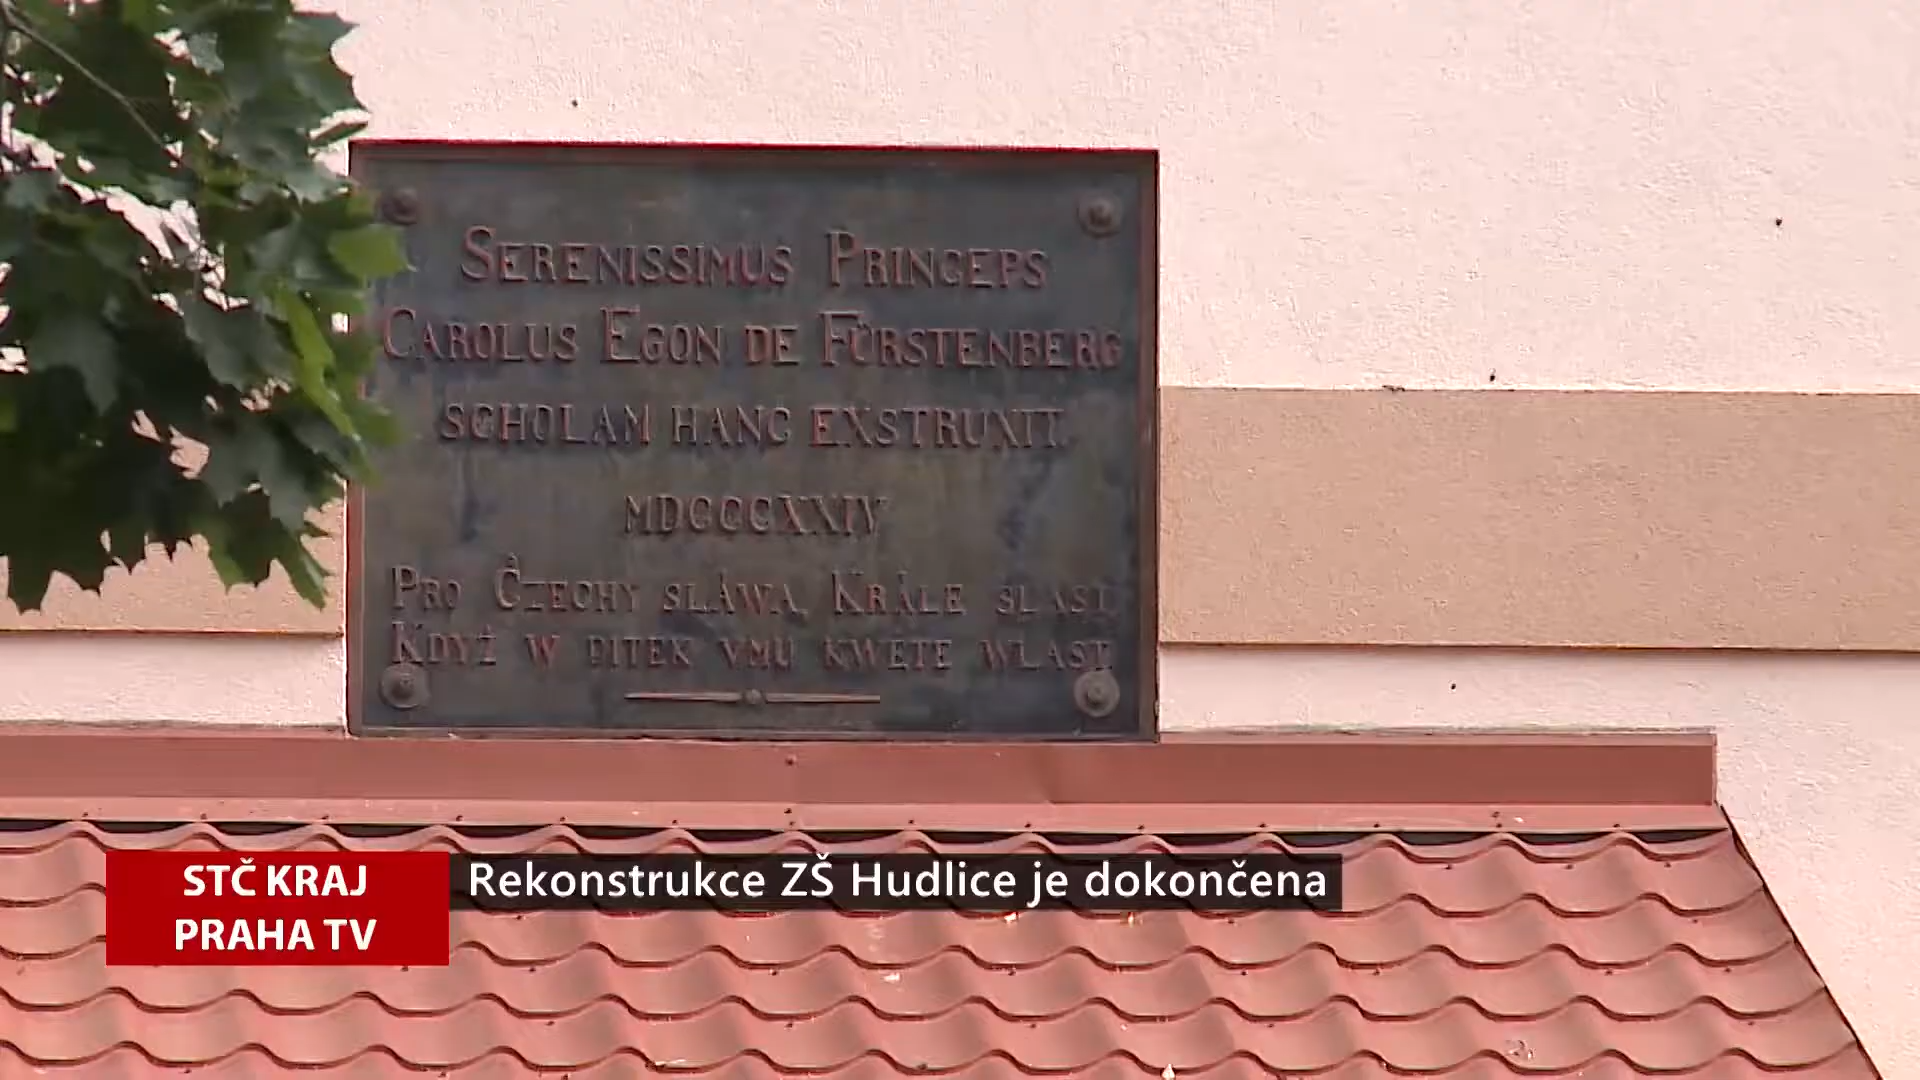 SERENISSIMUS PRINCEPS
CAROLUS EGON DE FÜRSTENBERG
SCHOLAM HANC EXSTRUXIT.
MDCCCXXIV
PRO ČZECHY SLÁWA, KRÁLE SLAST,
KDYŽ W DITEK VMU KWETE WLAST.
STČ KRAJ
PRAHA TV
Rekonstrukce ZŠ Hudlice je dokončena